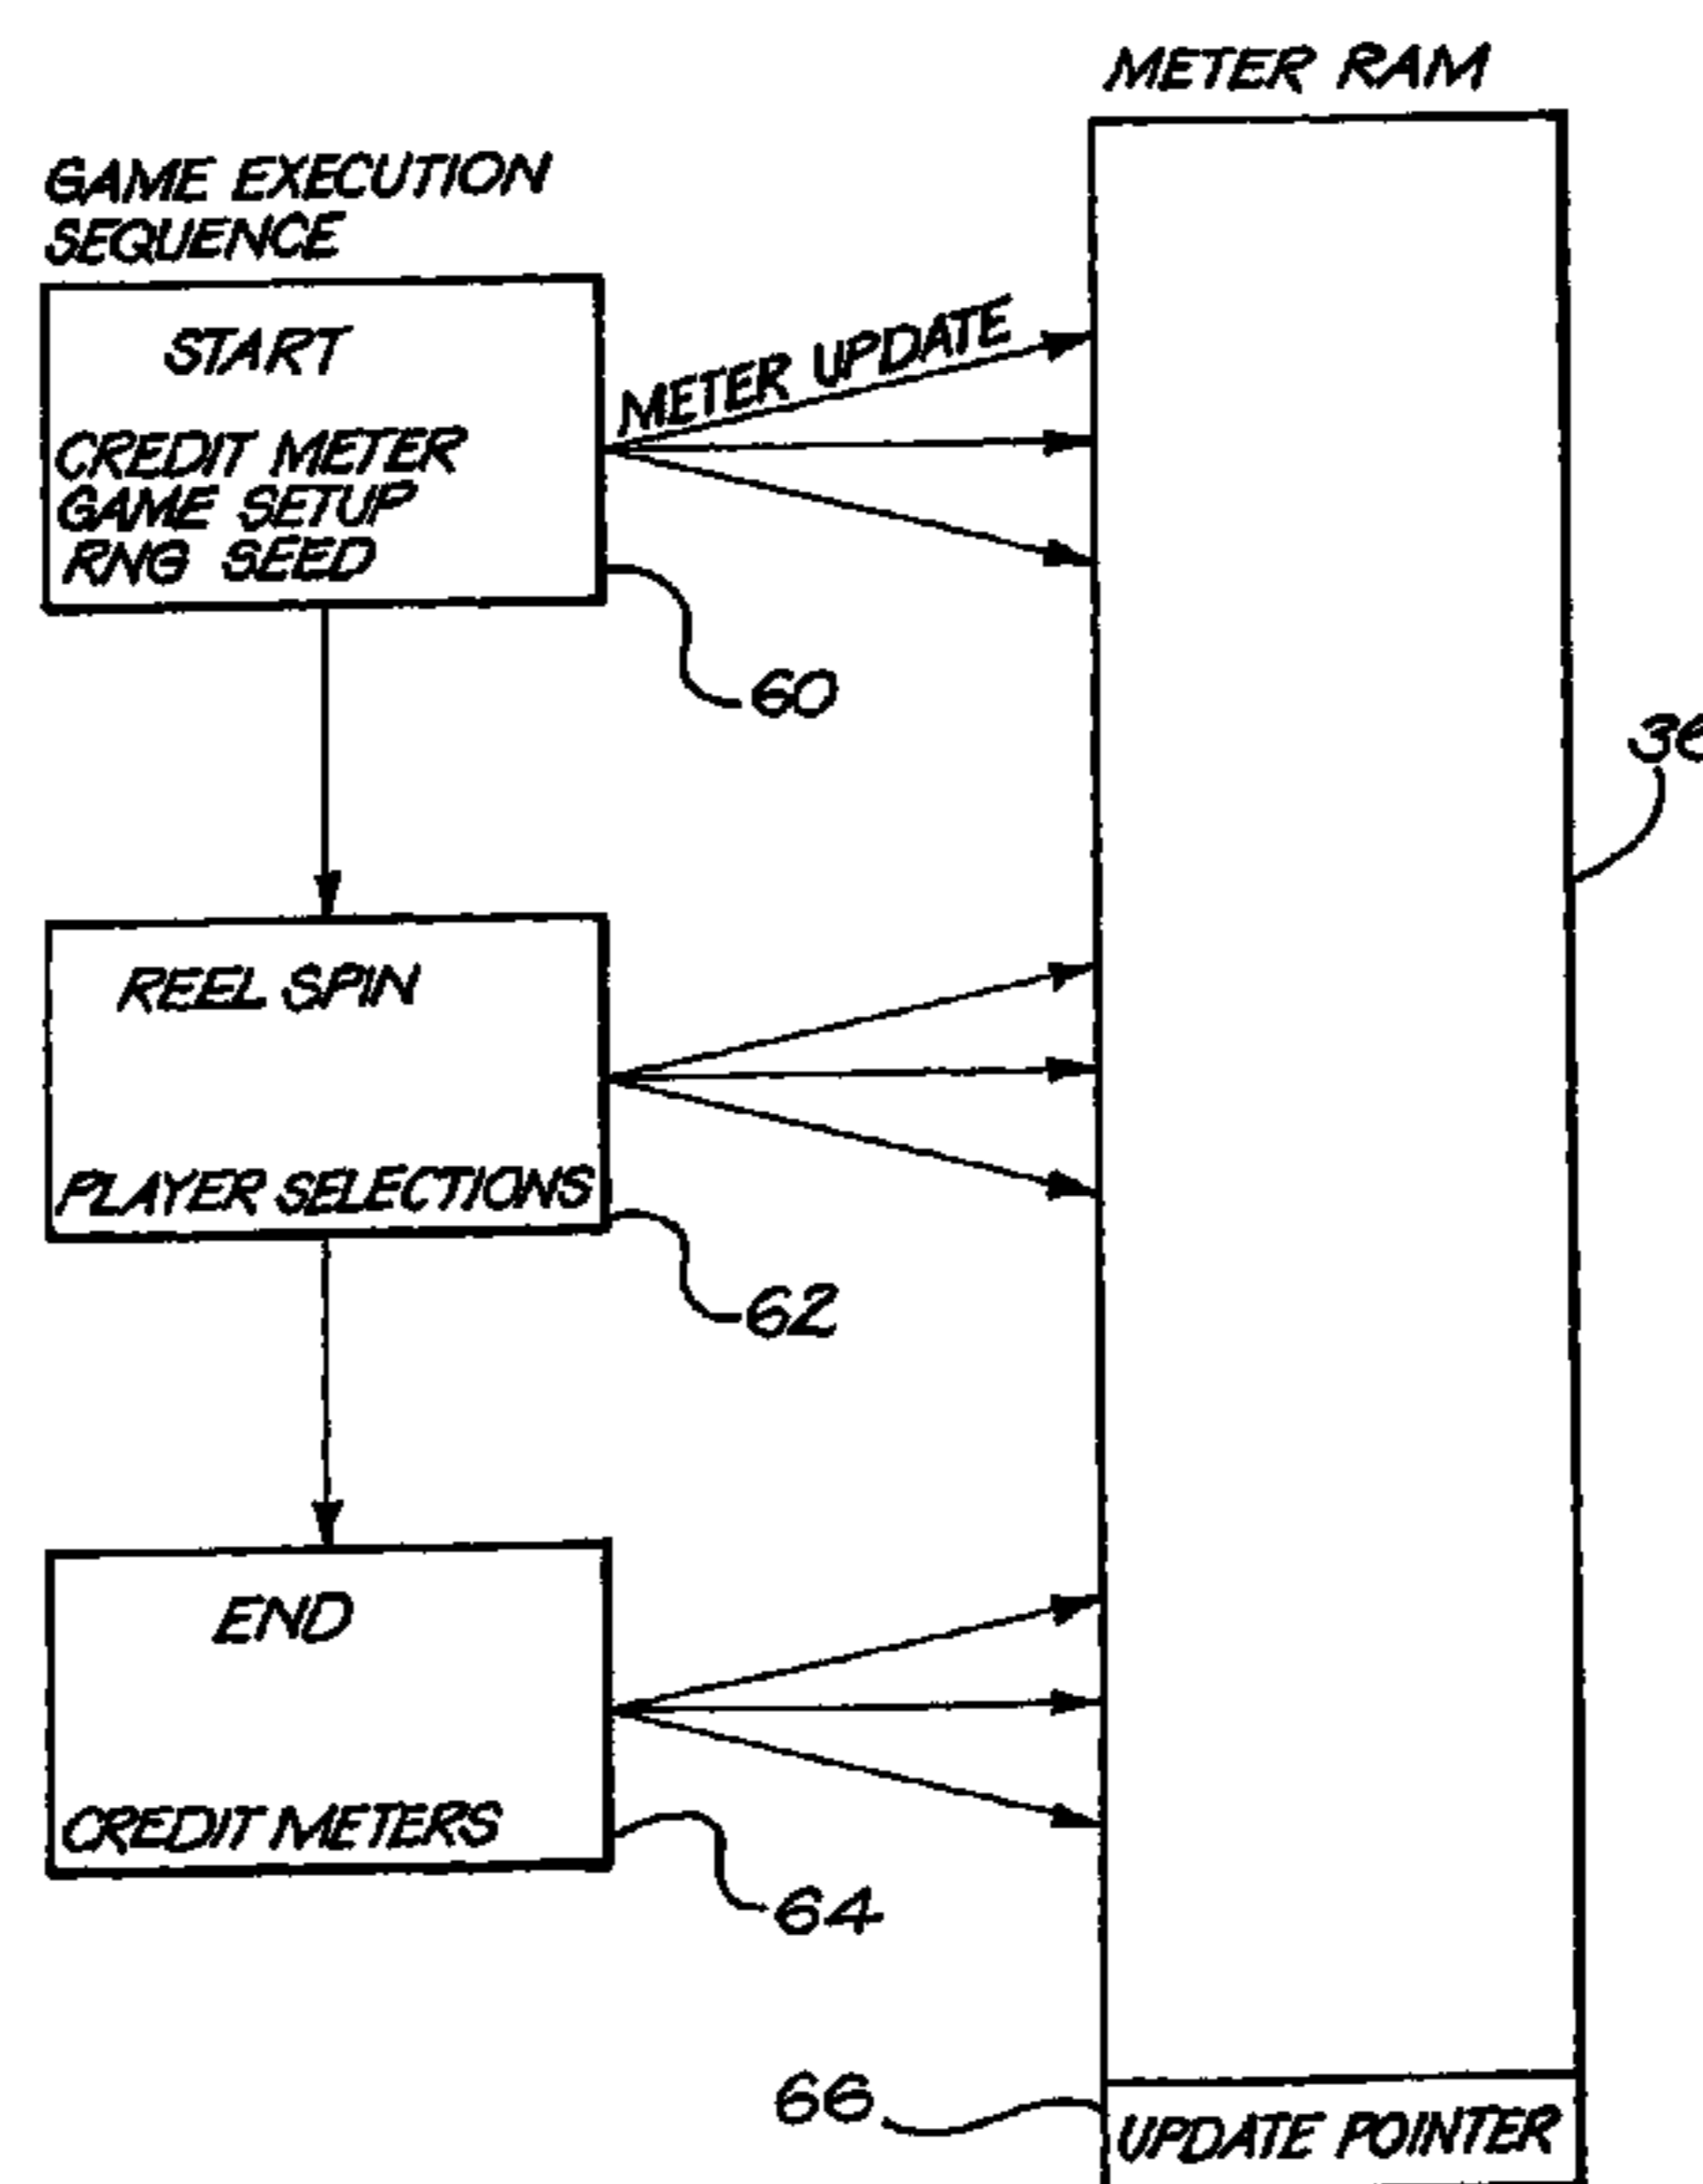 METER RAM
GAME EXECUTION
SEQUENCE
START
CREDIT METER
GAME SETUP
RNG SEED
METER UPDATE
60
REEL SPIN
PLAYER SELECTIONS
62
END
CREDIT METERS
64
66
UPDATE POINTER